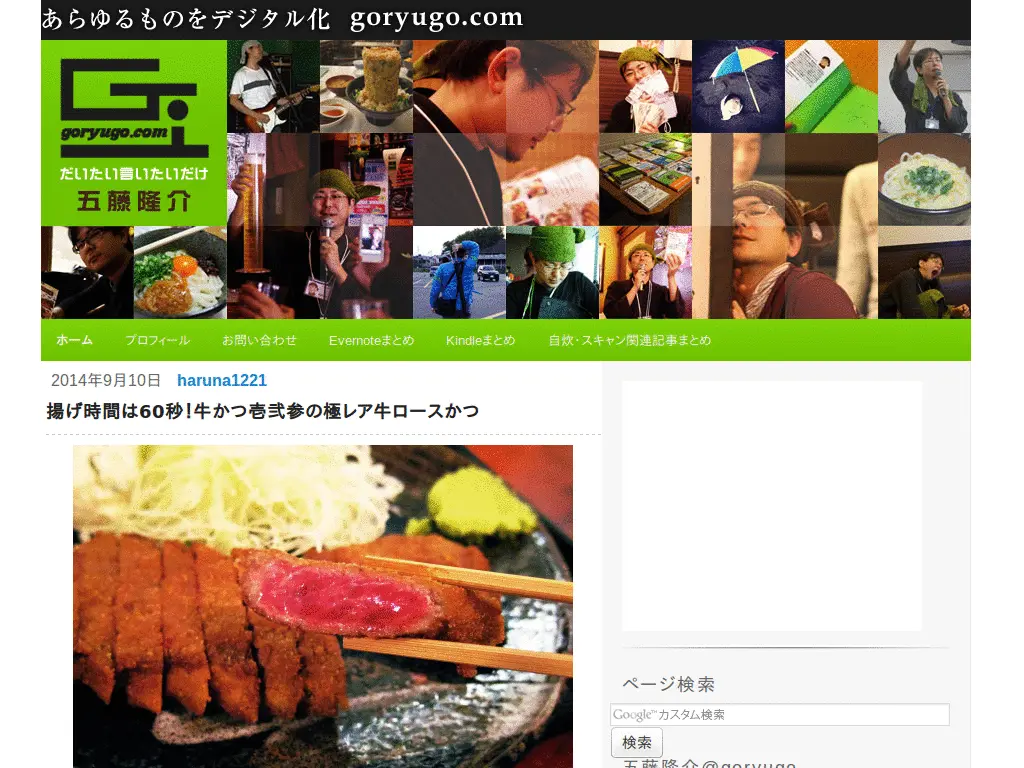 あらゆるものをデジタル化 goryugo.com
goryugo.com
だいたい書いたいだけ
五藤隆介
ホーム プロフィール お問い合わせ Evernoteまとめ Kindleまとめ 自炊・スキャン関連記事まとめ
2014年9月10日 haruna1221
揚げ時間は60秒!牛かつ壱弐参の極レア牛ロースかつ
ページ検索
Google™カスタム検索
検索
五藤隆介@goryugo